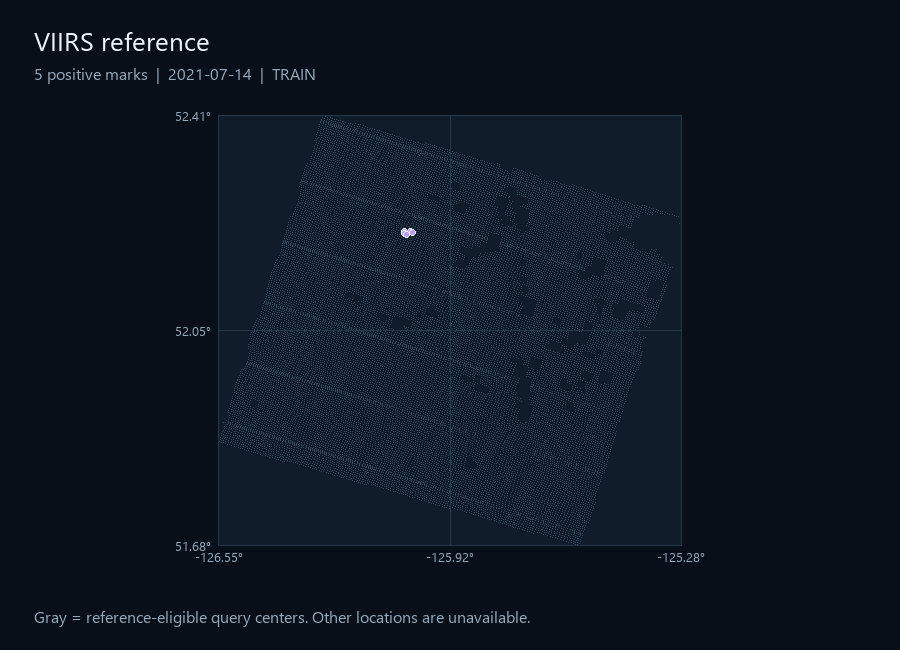 VIIRS reference
5 positive marks | 2021-07-14 | TRAIN
52.41°
52.05°
51.68°
-126.55°
-125.92°
-125.28°
Gray = reference-eligible query centers. Other locations are unavailable.